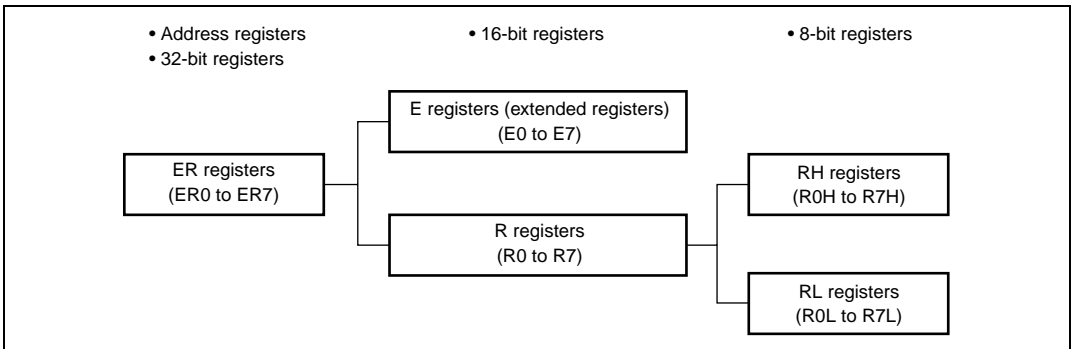 • Address registers
• 32-bit registers
• 16-bit registers
• 8-bit registers
E registers (extended registers)
(E0 to E7)
ER registers
(ER0 to ER7)
RH registers
(R0H to R7H)
R registers
(R0 to R7)
RL registers
(R0L to R7L)